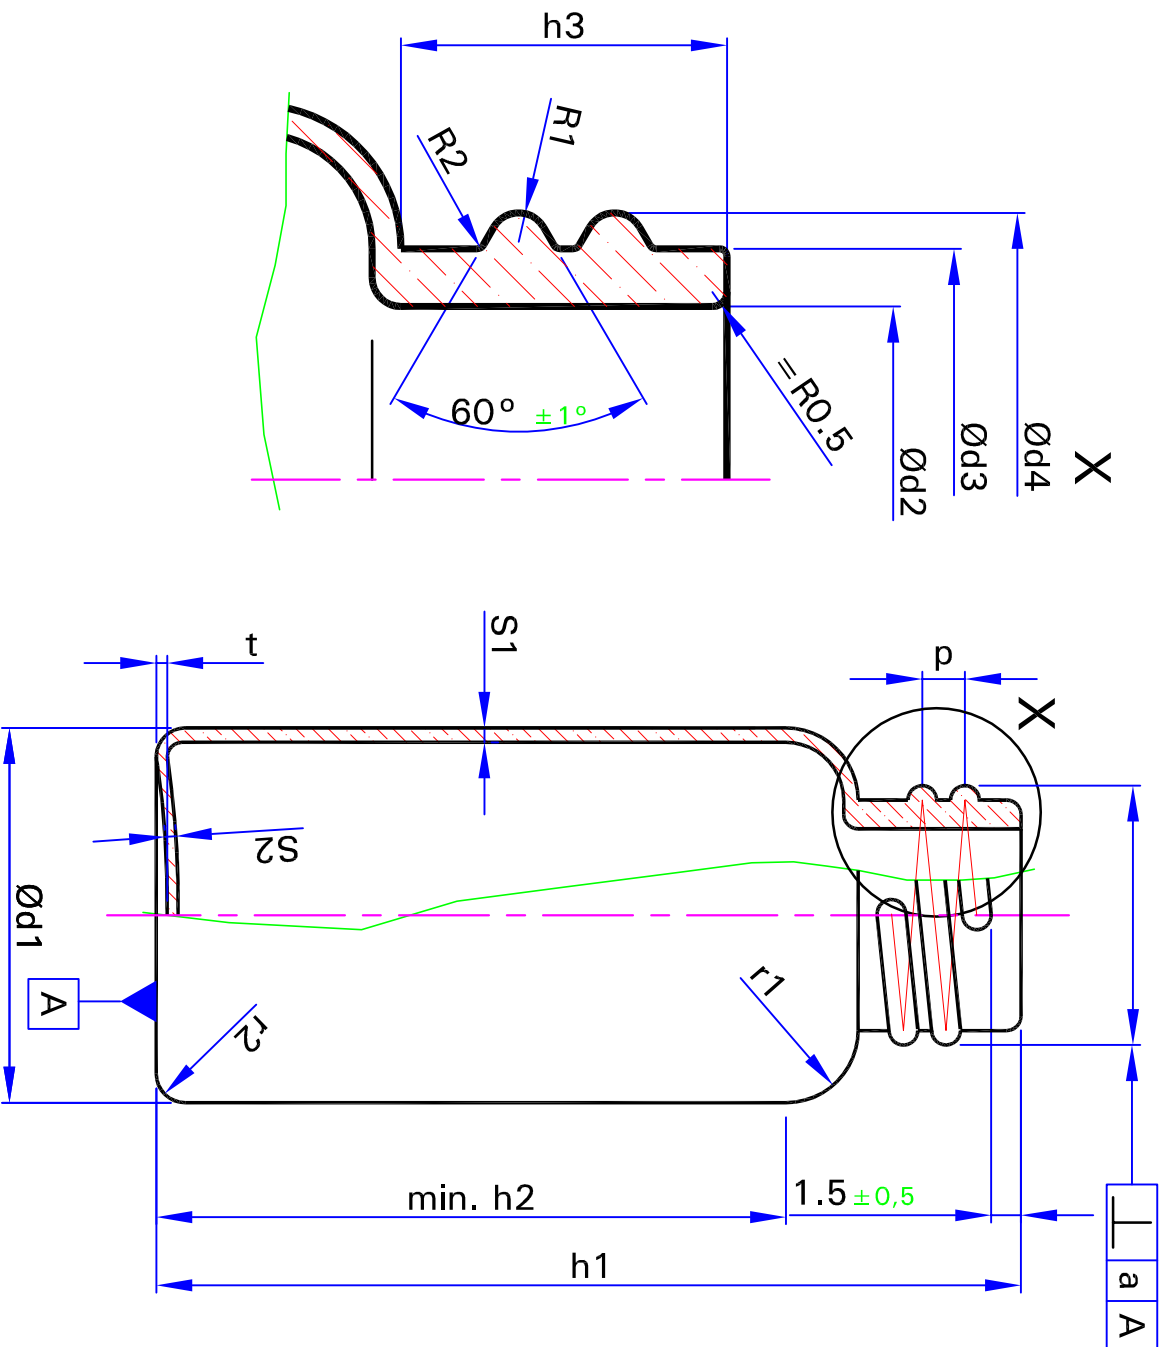 h3
R1
R2
60° ±1°
=R0.5
Ød2
Ød3
Ød4
X
S1
t
p
X
S2
Ød1
A
r2
r1
min. h2
1.5 ±0,5
h1
⊥ a A